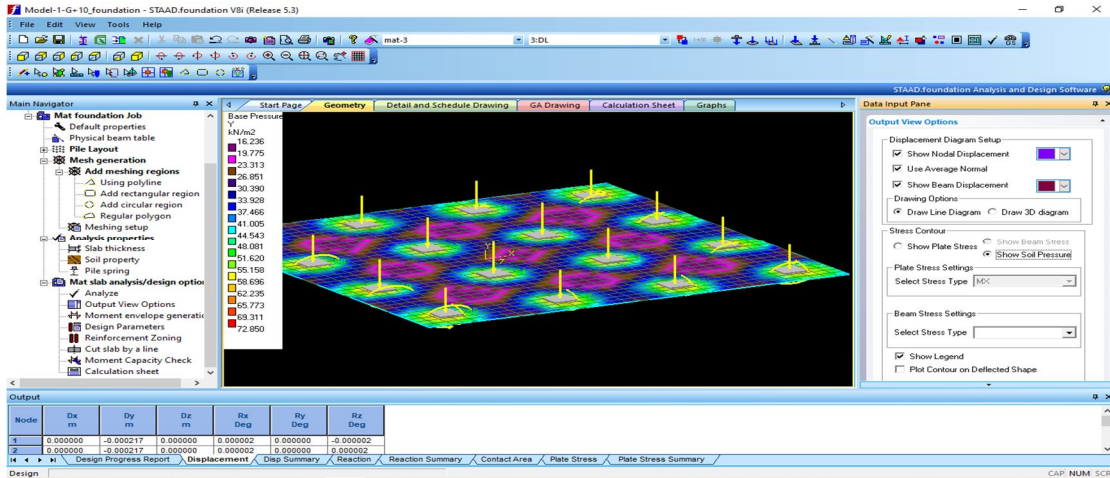 Model-1-G+10_foundation - STAAD.foundation V8i (Release 5.3)
File Edit View Tools Help
mat-3 3:DL
STAAD.foundation Analysis and Design Software
Main Navigator
Mat foundation Job
Default properties
Physical beam table
Pile Layout
Mesh generation
Add meshing regions
Using polyline
Add rectangular region
Add circular region
Regular polygon
Meshing setup
Analysis properties
Slab thickness
Soil property
Pile spring
Mat slab analysis/design option
Analyze
Output View Options
Moment envelope generatic
Design Parameters
Reinforcement Zoning
Cut slab by a line
Moment Capacity Check
Calculation sheet
Start Page Geometry Detail and Schedule Drawing GA Drawing Calculation Sheet Graphs
Base Pressure
Y
kN/m2
16.236
19.775
23.313
26.851
30.390
33.928
37.466
41.005
44.543
48.081
51.620
55.158
58.696
62.235
65.773
69.311
72.850
Y
X
Data Input Pane
Output View Options
Displacement Diagram Setup
Show Nodal Displacement
Use Average Normal
Show Beam Displacement
Drawing Options
Draw Line Diagram Draw 3D diagram
Stress Contour
Show Plate Stress Show Beam Stress
Show Soil Pressure
Plate Stress Settings
Select Stress Type MX
Beam Stress Settings
Select Stress Type
Show Legend
Plot Contour on Deflected Shape
Output
Node Dx m Dy m Dz m Rx Deg Ry Deg Rz Deg
1 0.000000 -0.000217 0.000000 0.000002 0.000000 -0.000002
2 0.000000 -0.000217 0.000000 0.000002 0.000000 0.000002
Design Progress Report Displacement Disp Summary Reaction Reaction Summary Contact Area Plate Stress Plate Stress Summary
Design CAP NUM SCR